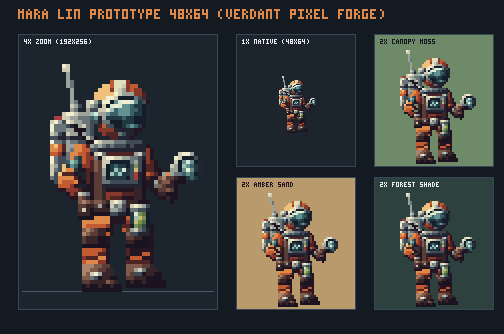 MARA LIN PROTOTYPE 48X64 (VERDANT PIXEL FORGE)
4X ZOOM (192X256)
1X NATIVE (48X64)
2X CANOPY MOSS
2X AMBER SAND
2X FOREST SHADE